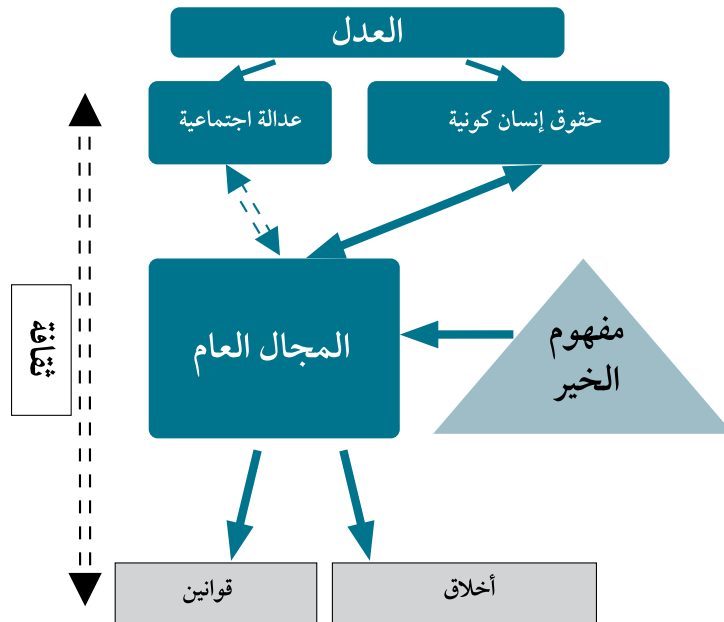 العدل
حقوق إنسان كونية
عدالة اجتماعية
المجال العام
مفهوم
الخير
ثقافة
أخلاق
قوانين